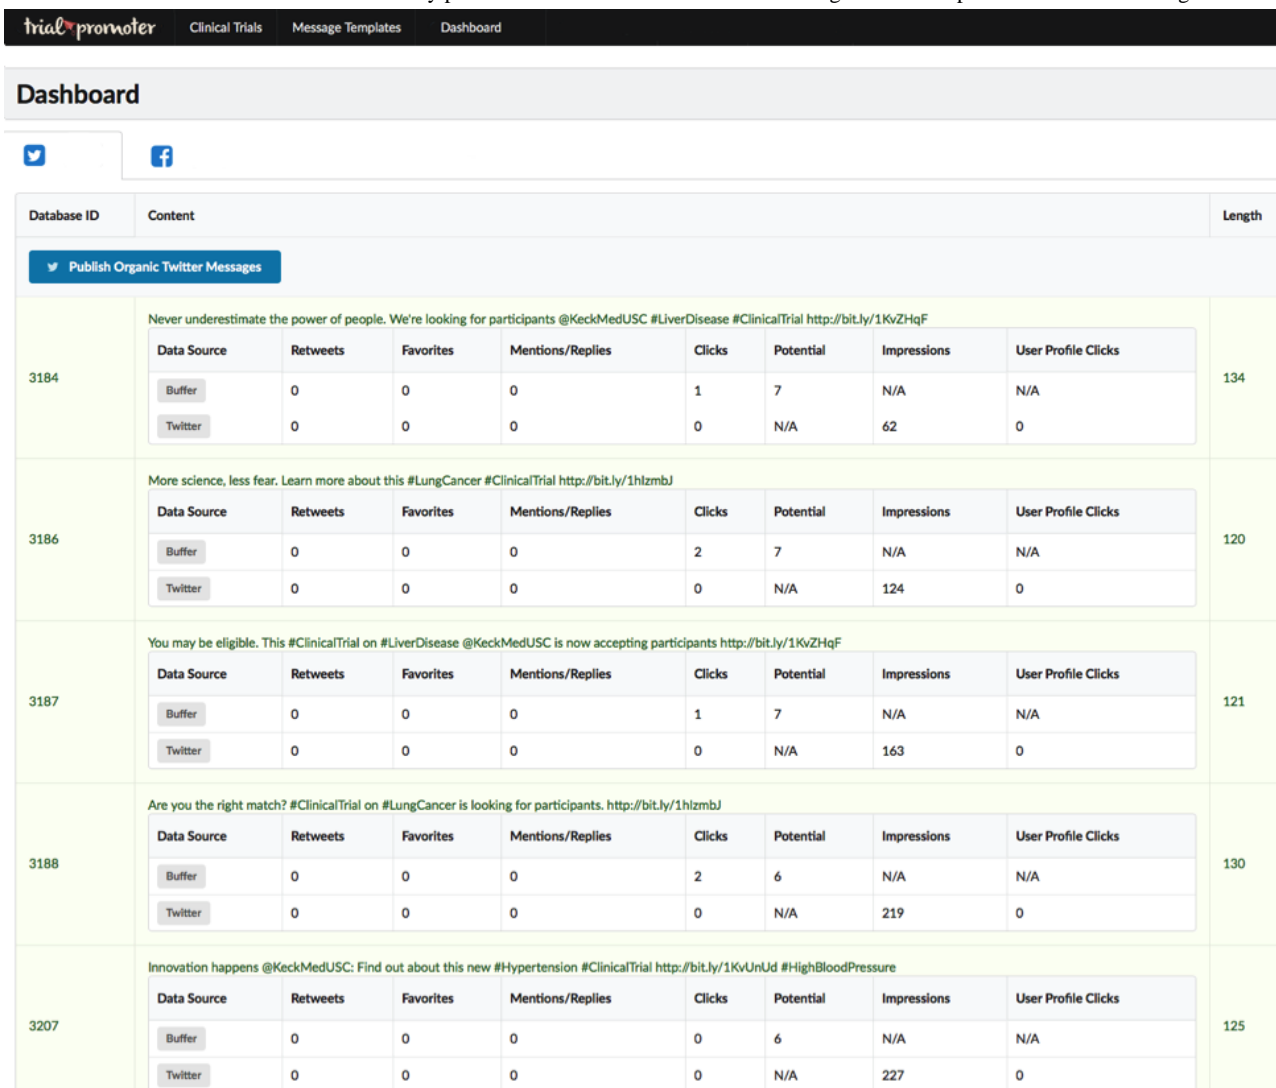 trial promoter Clinical Trials Message Templates Dashboard
Dashboard
Database ID Content Length
Publish Organic Twitter Messages
Never underestimate the power of people. We're looking for participants @KeckMedUSC #LiverDisease #ClinicalTrial http://bit.ly/1KvZHqF
Data Source Retweets Favorites Mentions/Replies Clicks Potential Impressions User Profile Clicks
3184 134
Buffer 0 0 0 1 7 N/A N/A
Twitter 0 0 0 0 N/A 62 0
More science, less fear. Learn more about this #LungCancer #ClinicalTrial http://bit.ly/1hlzmbJ
Data Source Retweets Favorites Mentions/Replies Clicks Potential Impressions User Profile Clicks
3186 120
Buffer 0 0 0 2 7 N/A N/A
Twitter 0 0 0 0 N/A 124 0
You may be eligible. This #ClinicalTrial on #LiverDisease @KeckMedUSC is now accepting participants http://bit.ly/1KvZHqF
Data Source Retweets Favorites Mentions/Replies Clicks Potential Impressions User Profile Clicks
3187 121
Buffer 0 0 0 1 7 N/A N/A
Twitter 0 0 0 0 N/A 163 0
Are you the right match? #ClinicalTrial on #LungCancer is looking for participants. http://bit.ly/1hlzmbJ
Data Source Retweets Favorites Mentions/Replies Clicks Potential Impressions User Profile Clicks
3188 130
Buffer 0 0 0 2 6 N/A N/A
Twitter 0 0 0 0 N/A 219 0
Innovation happens @KeckMedUSC: Find out about this new #Hypertension #ClinicalTrial http://bit.ly/1KvUnUd #HighBloodPressure
Data Source Retweets Favorites Mentions/Replies Clicks Potential Impressions User Profile Clicks
3207 125
Buffer 0 0 0 0 6 N/A N/A
Twitter 0 0 0 0 N/A 227 0